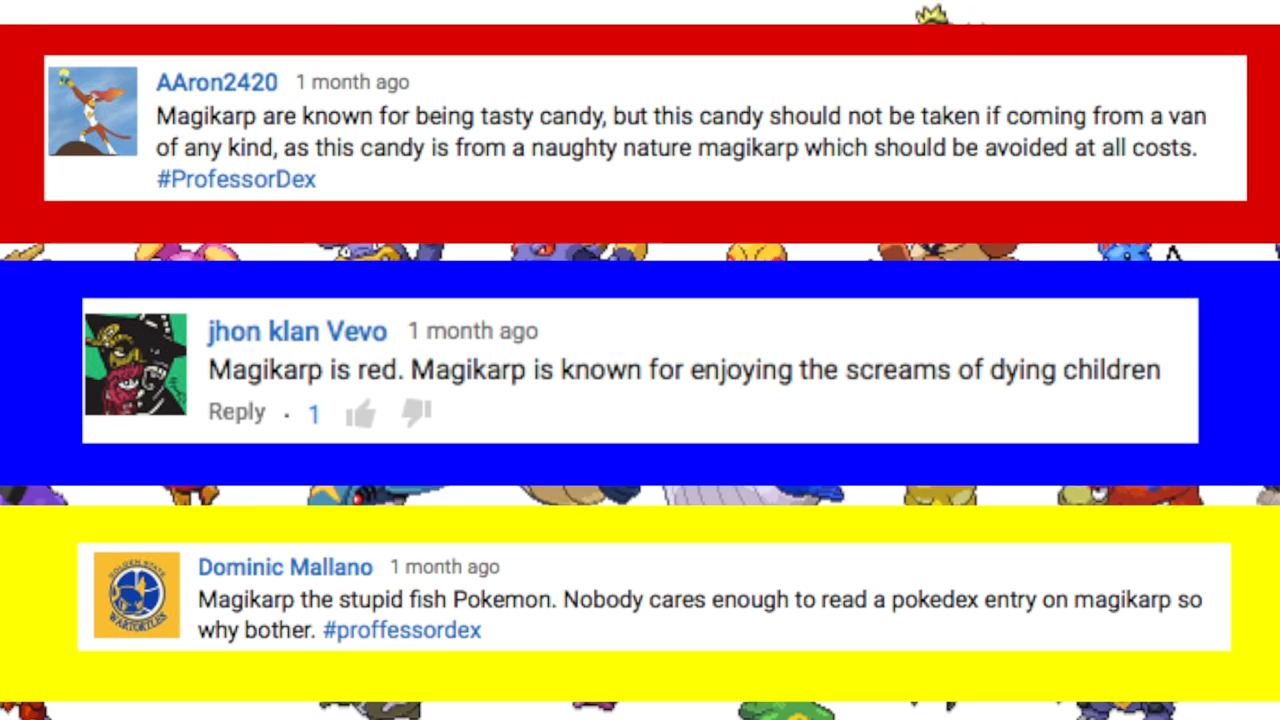 AAron2420 1 month ago
Magikarp are known for being tasty candy, but this candy should not be taken if coming from a van
of any kind, as this candy is from a naughty nature magikarp which should be avoided at all costs.
#ProfessorDex
jhon klan Vevo 1 month ago
Magikarp is red. Magikarp is known for enjoying the screams of dying children
Reply · 1
GOLDEN STATE
WARTORTLES
Dominic Mallano 1 month ago
Magikarp the stupid fish Pokemon. Nobody cares enough to read a pokedex entry on magikarp so
why bother. #proffessordex